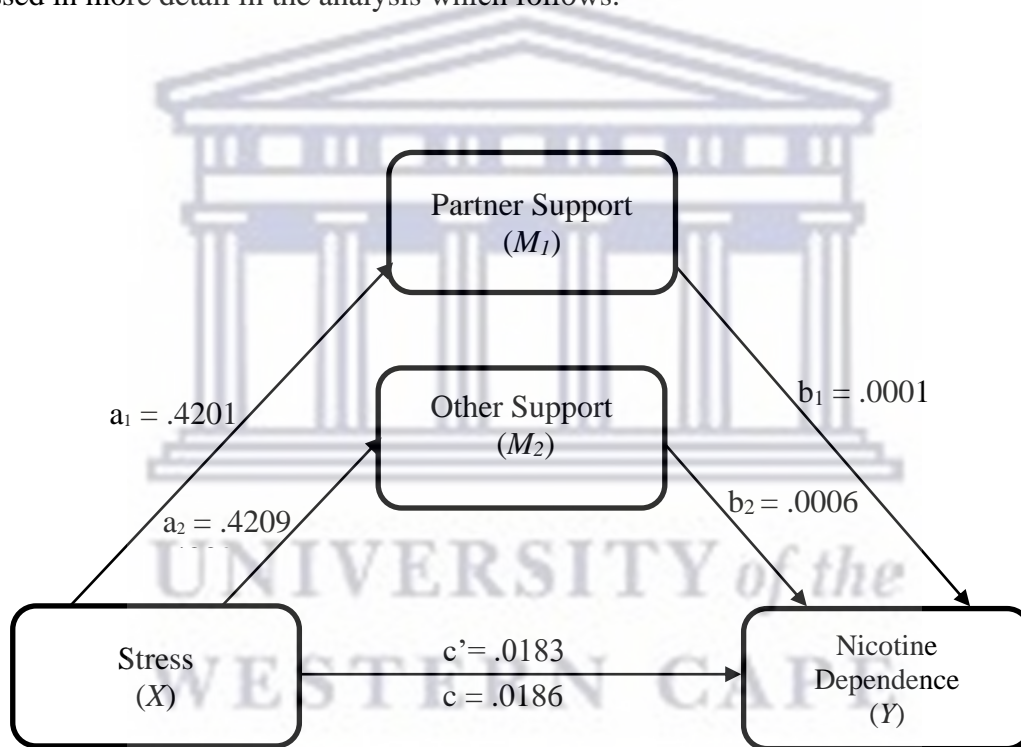 ssed in more detail in the analysis which follows.
Partner Support
(M1)
Other Support
(M2)
a1 = .4201
b1 = .0001
a2 = .4209
b2 = .0006
UNIVERSITY of the
WESTERN CAPE
Stress
(X)
c’= .0183
c = .0186
Nicotine
Dependence
(Y)